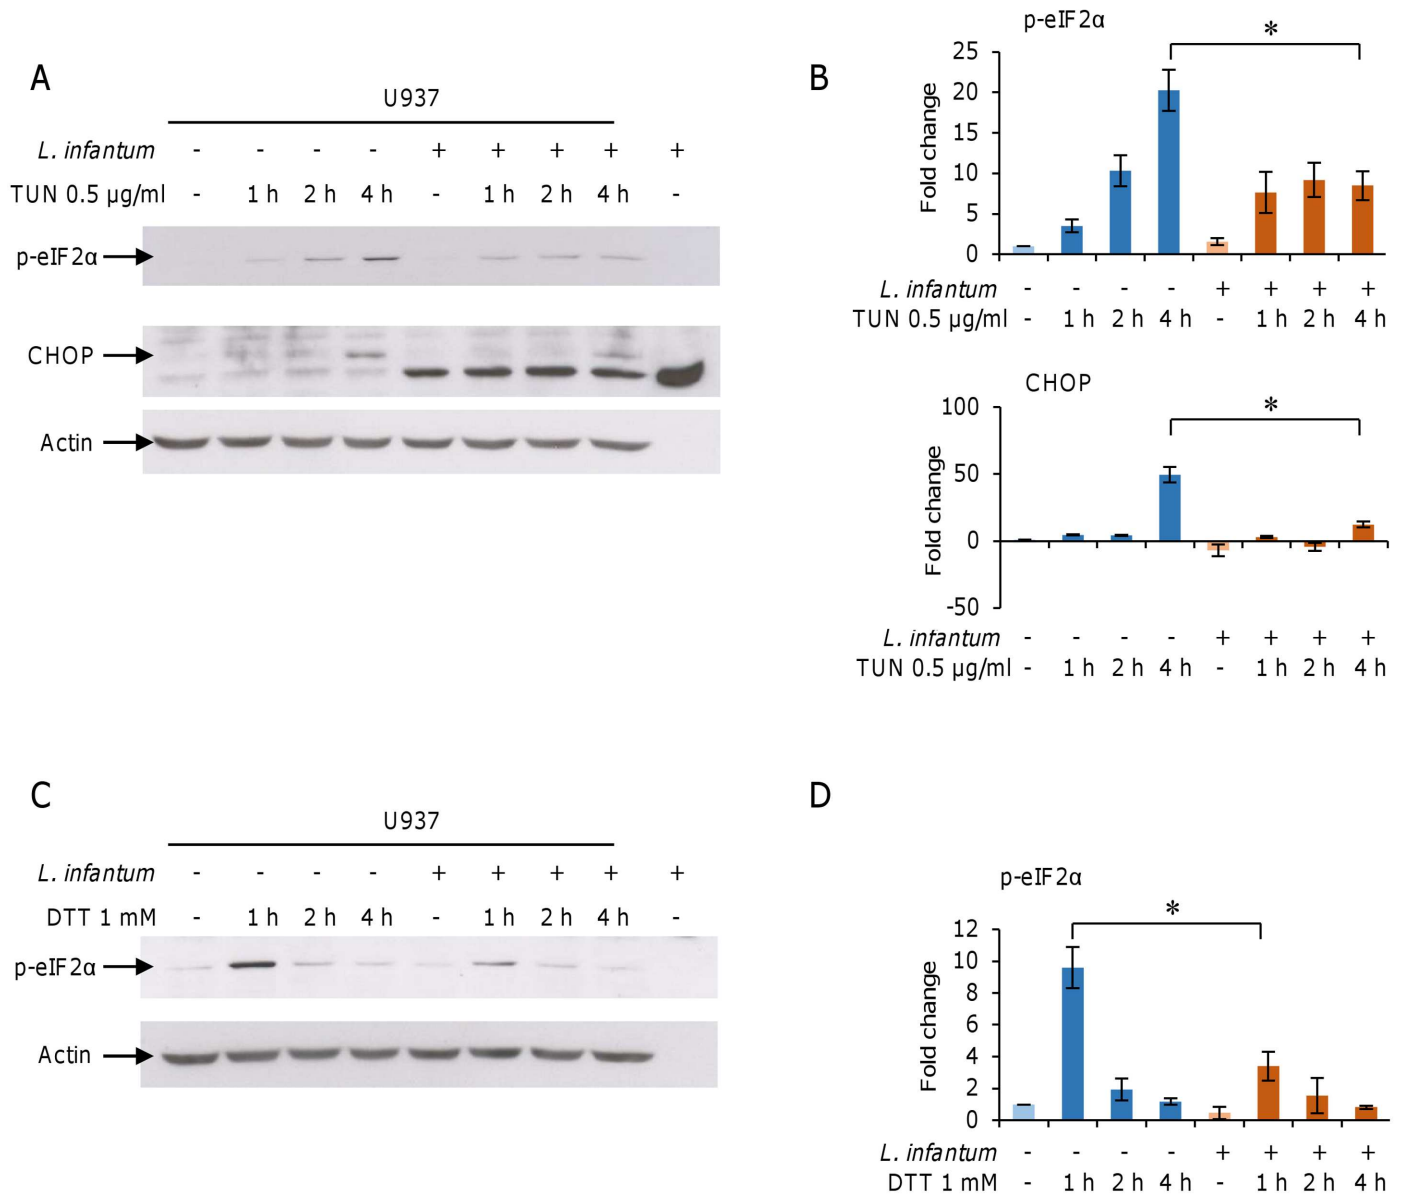 A
U937
L. infantum - - - - + + + + +
TUN 0.5 µg/ml - 1 h 2 h 4 h - 1 h 2 h 4 h -
p-eIF2α
CHOP
Actin
B
p-eIF2α
*
25
20
15
10
5
0
Fold change
L. infantum - - - - + + + +
TUN 0.5 µg/ml - 1 h 2 h 4 h - 1 h 2 h 4 h
CHOP
*
100
50
0
-50
Fold change
L. infantum - - - - + + + +
TUN 0.5 µg/ml - 1 h 2 h 4 h - 1 h 2 h 4 h
C
U937
L. infantum - - - - + + + + +
DTT 1 mM - 1 h 2 h 4 h - 1 h 2 h 4 h -
p-eIF2α
Actin
D
p-eIF2α
*
12
10
8
6
4
2
0
Fold change
L. infantum - - - - + + + +
DTT 1 mM - 1 h 2 h 4 h - 1 h 2 h 4 h